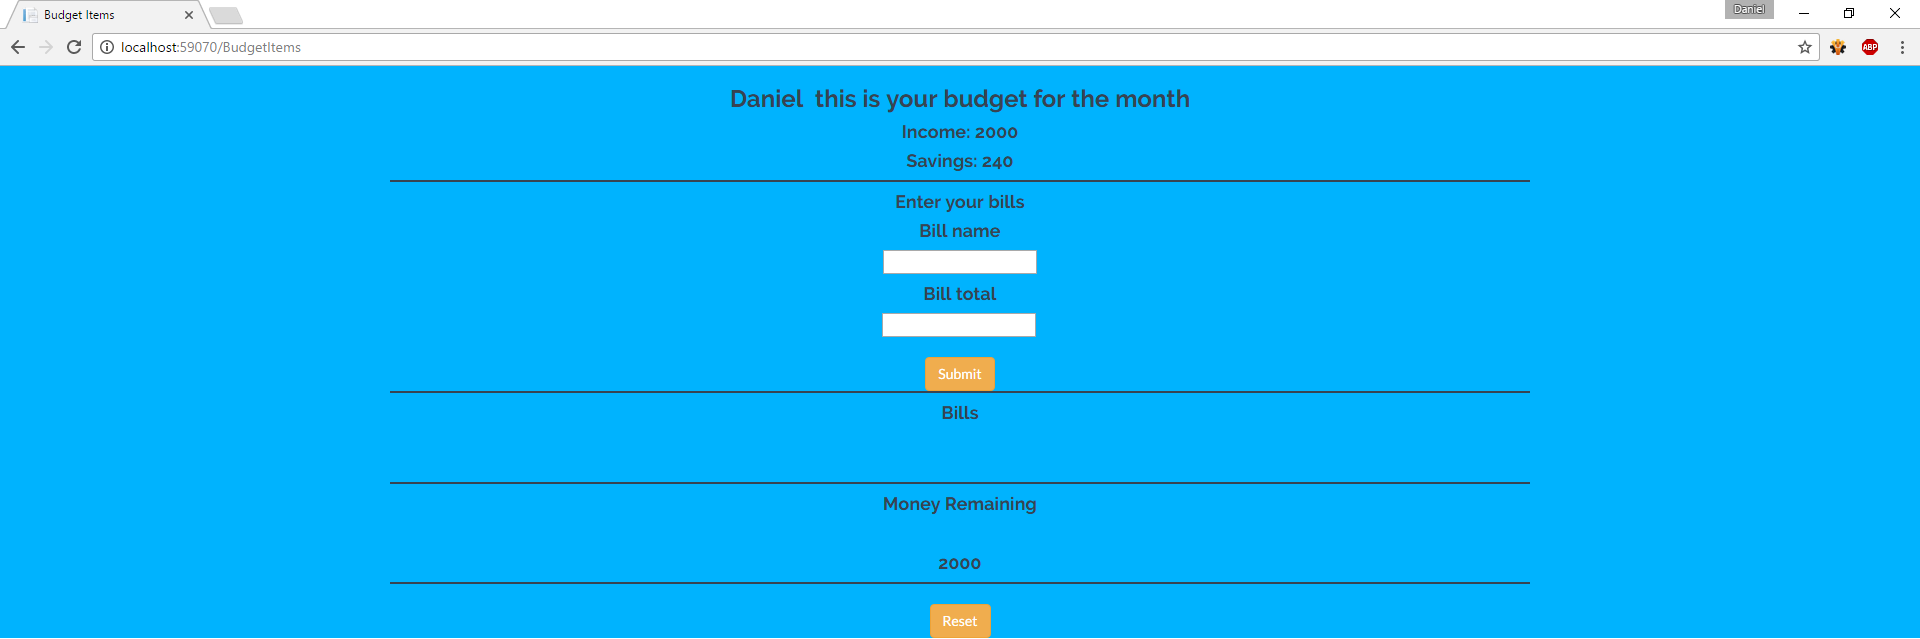 Budget Items
Daniel
localhost:59070/BudgetItems
ABP
Daniel this is your budget for the month
Income: 2000
Savings: 240
Enter your bills
Bill name
Bill total
Submit
Bills
Money Remaining
2000
Reset